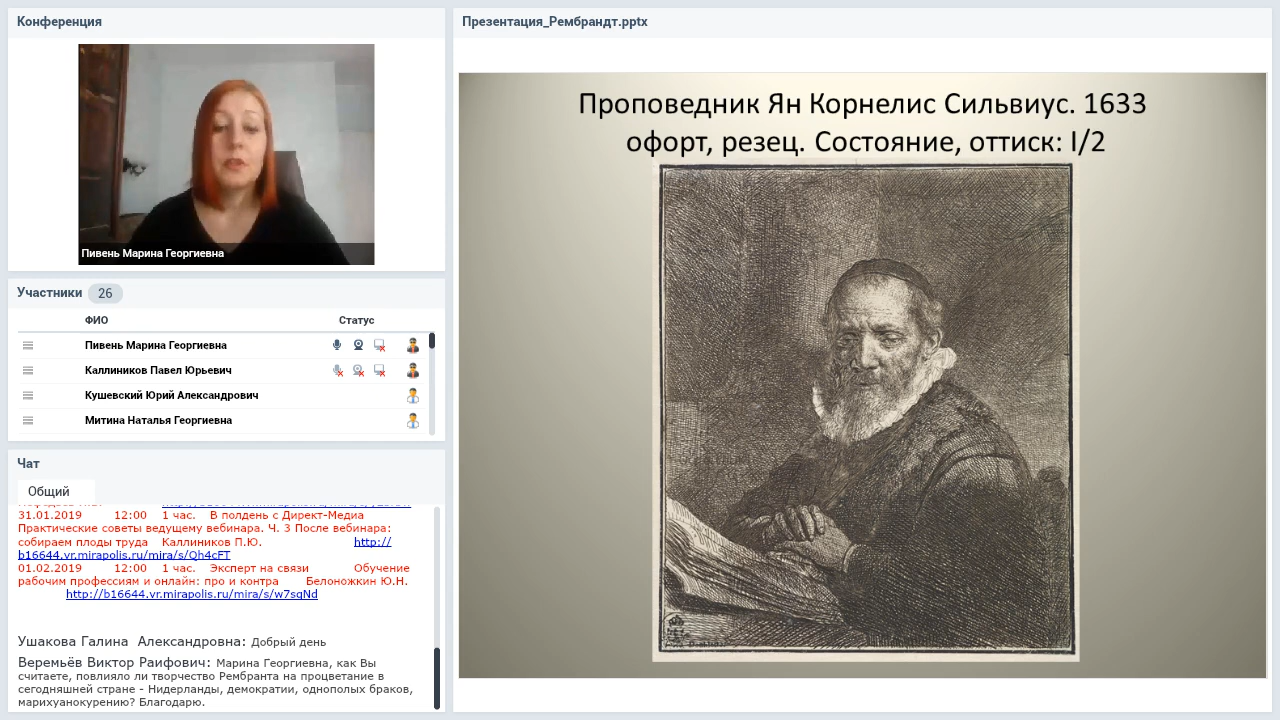 Конференция
Пивень Марина Георгиевна
Участники 26
ФИО Статус
Пивень Марина Георгиевна
Каллиников Павел Юрьевич
Кушевский Юрий Александрович
Митина Наталья Георгиевна
Чат
Общий
31.01.2019 12:00 1 час. В полдень с Директ-Медиа
Практические советы ведущему вебинара. Ч. 3 После вебинара:
собираем плоды труда Каллиников П.Ю. http://
b16644.vr.mirapolis.ru/mira/s/Qh4cFT
01.02.2019 12:00 1 час. Эксперт на связи Обучение
рабочим профессиям и онлайн: про и контра Белоножкин Ю.Н.
http://b16644.vr.mirapolis.ru/mira/s/w7sqNd
Ушакова Галина Александровна: Добрый день
Веремьёв Виктор Раифович: Марина Георгиевна, как Вы
считаете, повлияло ли творчество Рембранта на процветание в
сегодняшней стране - Нидерланды, демократии, однополых браков,
марихуанокурению? Благодарю.
Презентация_Рембрандт.pptx
Проповедник Ян Корнелис Сильвиус. 1633
офорт, резец. Состояние, оттиск: I/2